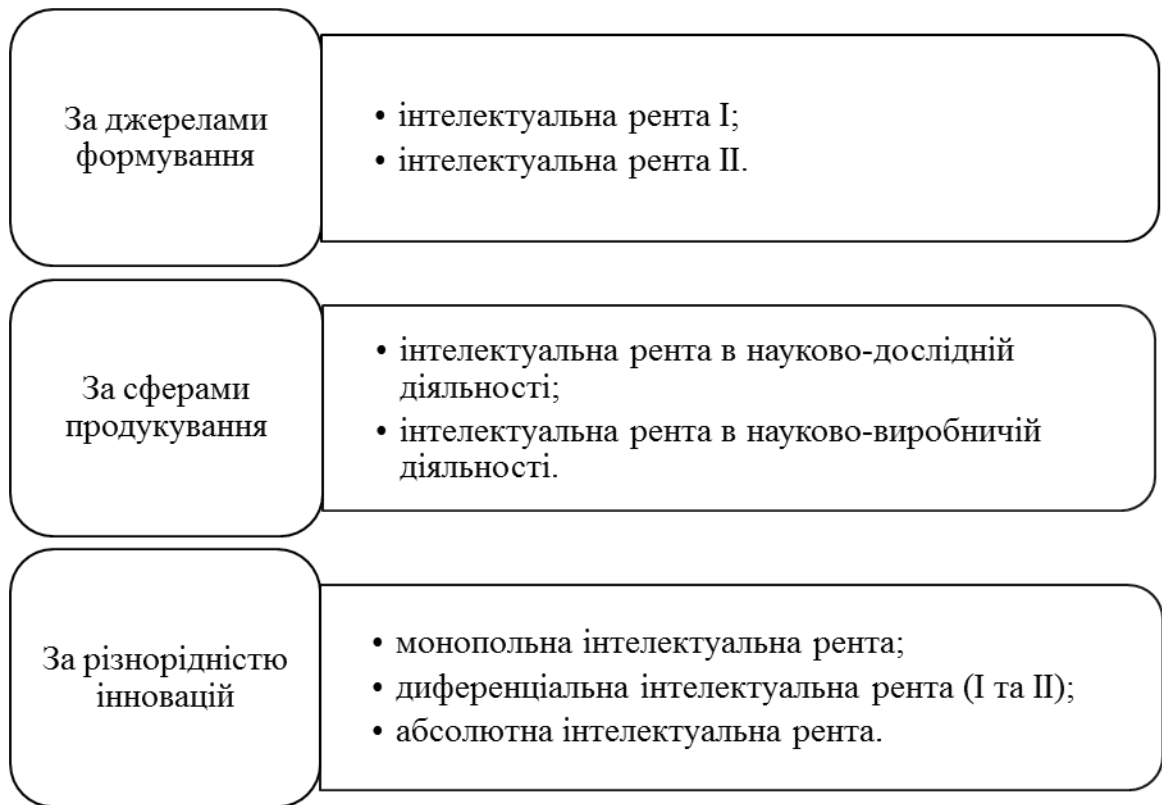 За джерелами
формування
• інтелектуальна рента І;
• інтелектуальна рента ІІ.
За сферами
продукування
• інтелектуальна рента в науково-дослідній
діяльності;
• інтелектуальна рента в науково-виробничій
діяльності.
За різнорідністю
інновацій
• монопольна інтелектуальна рента;
• диференціальна інтелектуальна рента (І та ІІ);
• абсолютна інтелектуальна рента.